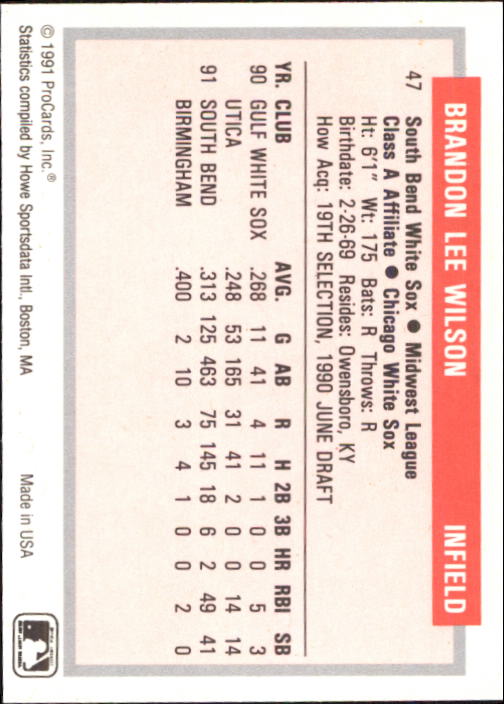 BRANDON LEE WILSON INFIELD
47 South Bend White Sox ● Midwest League
Class A Affiliate ● Chicago White Sox
Ht: 6'1" Wt: 175 Bats: R Throws: R
Birthdate: 2-26-69 Resides: Owensboro, KY
How Acq: 19TH SELECTION, 1990 JUNE DRAFT
YR. CLUB AVG. G AB R H 2B 3B HR RBI SB
90 GULF WHITE SOX .268 11 41 4 11 1 0 0 5 3
UTICA .248 53 165 31 41 2 0 0 14 14
91 SOUTH BEND .313 125 463 75 145 18 6 2 49 41
BIRMINGHAM .400 2 10 3 4 1 0 0 2 0
© 1991 ProCards, Inc.®
Statistics compiled by Howe Sportsdata Intl., Boston, MA Made in USA